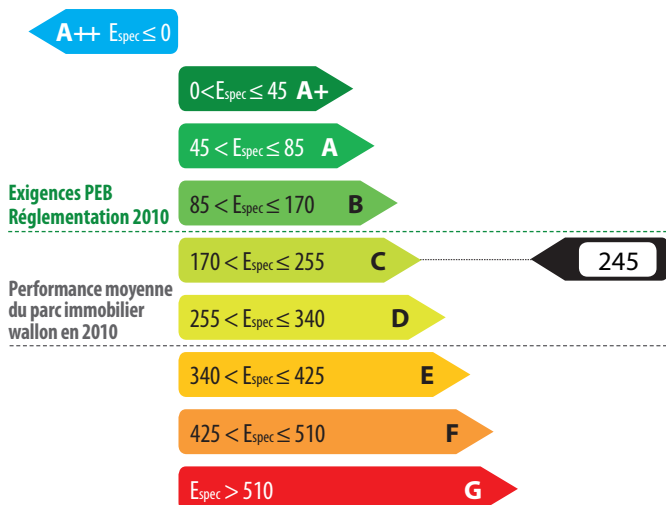 A++ Espec ≤ 0
0 < Espec ≤ 45 A+
45 < Espec ≤ 85 A
Exigences PEB
Réglementation 2010
85 < Espec ≤ 170 B
170 < Espec ≤ 255 C
245
Performance moyenne
du parc immobilier
wallon en 2010
255 < Espec ≤ 340 D
340 < Espec ≤ 425 E
425 < Espec ≤ 510 F
Espec > 510 G